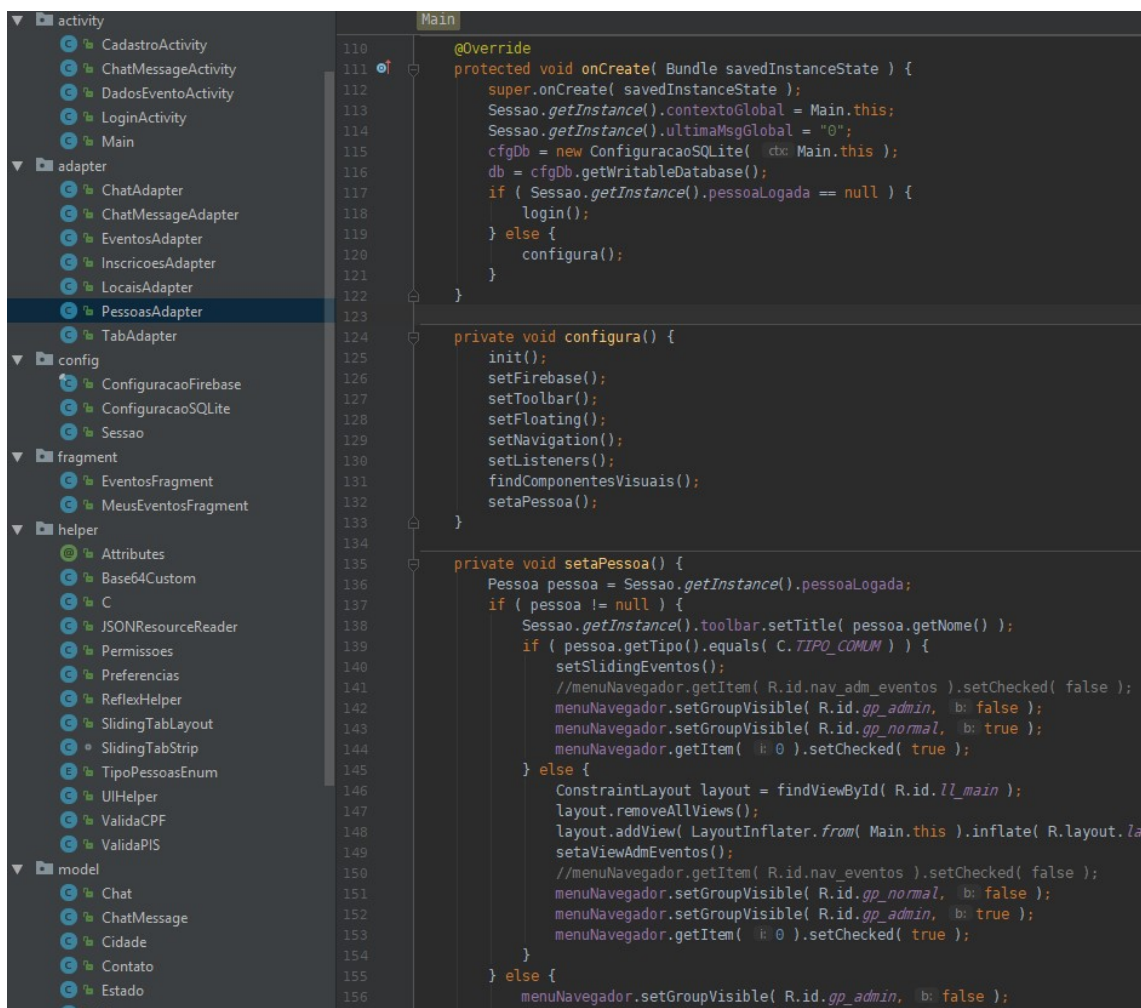 activity
CadastroActivity
ChatMessageActivity
DadosEventoActivity
LoginActivity
Main
adapter
ChatAdapter
ChatMessageAdapter
EventosAdapter
InscricoesAdapter
LocaisAdapter
PessoasAdapter
TabAdapter
config
ConfiguracaoFirebase
ConfiguracaoSQLite
Sessao
fragment
EventosFragment
MeusEventosFragment
helper
Attributes
Base64Custom
C
JSONResourceReader
Permissoes
Preferencias
ReflexHelper
SlidingTabLayout
SlidingTabStrip
TipoPessoasEnum
UIHelper
ValidaCPF
ValidaPIS
model
Chat
ChatMessage
Cidade
Contato
Estado
Main
110 @Override
111 protected void onCreate( Bundle savedInstanceState ) {
112 super.onCreate( savedInstanceState );
113 Sessao.getInstance().contextoGlobal = Main.this;
114 Sessao.getInstance().ultimaMsgGlobal = "0";
115 cfgDb = new ConfiguracaoSQLite( ctx: Main.this );
116 db = cfgDb.getWritableDatabase();
117 if ( Sessao.getInstance().pessoaLogada == null ) {
118 login();
119 } else {
120 configura();
121 }
122 }
123
124 private void configura() {
125 init();
126 setFirebase();
127 setToolbar();
128 setFloating();
129 setNavigation();
130 setListeners();
131 findComponentesVisuais();
132 setaPessoa();
133 }
134
135 private void setaPessoa() {
136 Pessoa pessoa = Sessao.getInstance().pessoaLogada;
137 if ( pessoa != null ) {
138 Sessao.getInstance().toolbar.setTitle( pessoa.getNome() );
139 if ( pessoa.getTipo().equals( C.TIPO_COMUM ) ) {
140 setSlidingEventos();
141 //menuNavegador.getItem( R.id.nav_adm_eventos ).setChecked( false );
142 menuNavegador.setGroupVisible( R.id.gp_admin, b: false );
143 menuNavegador.setGroupVisible( R.id.gp_normal, b: true );
144 menuNavegador.getItem( i: 0 ).setChecked( true );
145 } else {
146 ConstraintLayout layout = findViewById( R.id.ll_main );
147 layout.removeAllViews();
148 layout.addView( LayoutInflater.from( Main.this ).inflate( R.layout.la
149 setaViewAdmEventos();
150 //menuNavegador.getItem( R.id.nav_eventos ).setChecked( false );
151 menuNavegador.setGroupVisible( R.id.gp_normal, b: false );
152 menuNavegador.setGroupVisible( R.id.gp_admin, b: true );
153 menuNavegador.getItem( i: 0 ).setChecked( true );
154 }
155 } else {
156 menuNavegador.setGroupVisible( R.id.gp_admin, b: false );